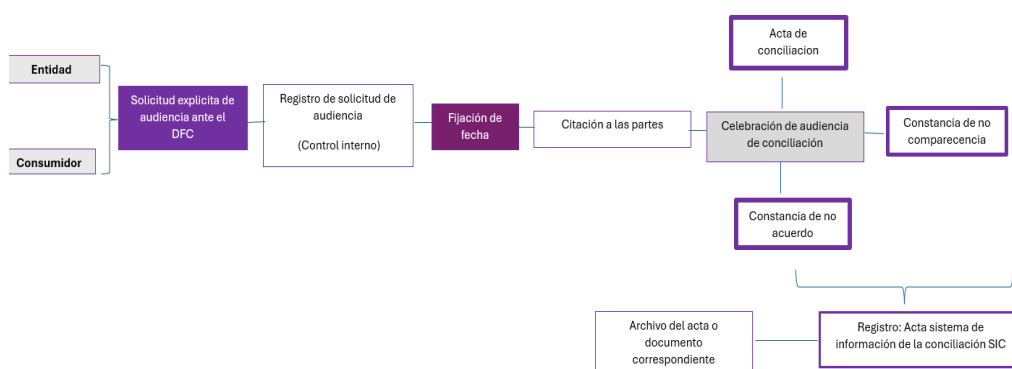 Entidad
Consumidor
Solicitud explicita de
audiencia ante el
DFC
Registro de solicitud de
audiencia
(Control interno)
Fijación de
fecha
Citación a las partes
Acta de
conciliacion
Celebración de audiencia
de conciliación
Constancia de no
comparecencia
Constancia de no
acuerdo
Archivo del acta o
documento
correspondiente
Registro: Acta sistema de
información de la conciliación SIC